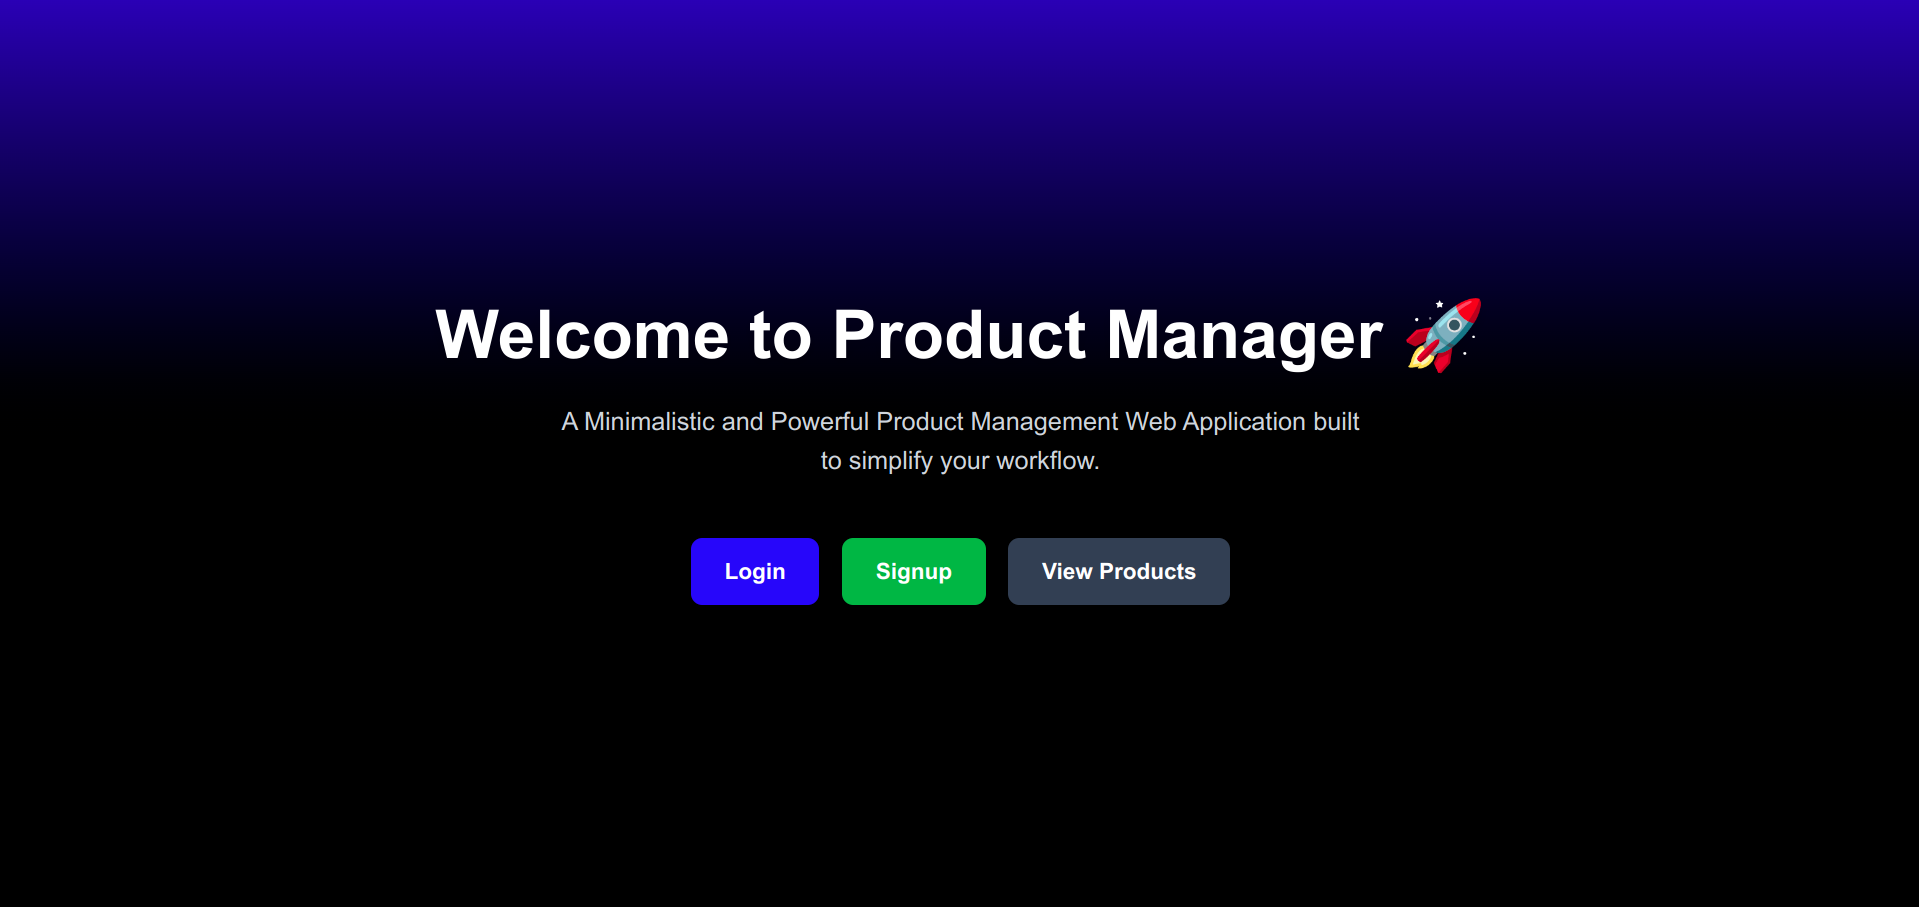 Welcome to Product Manager 🚀
A Minimalistic and Powerful Product Management Web Application built
to simplify your workflow.
Login
Signup
View Products